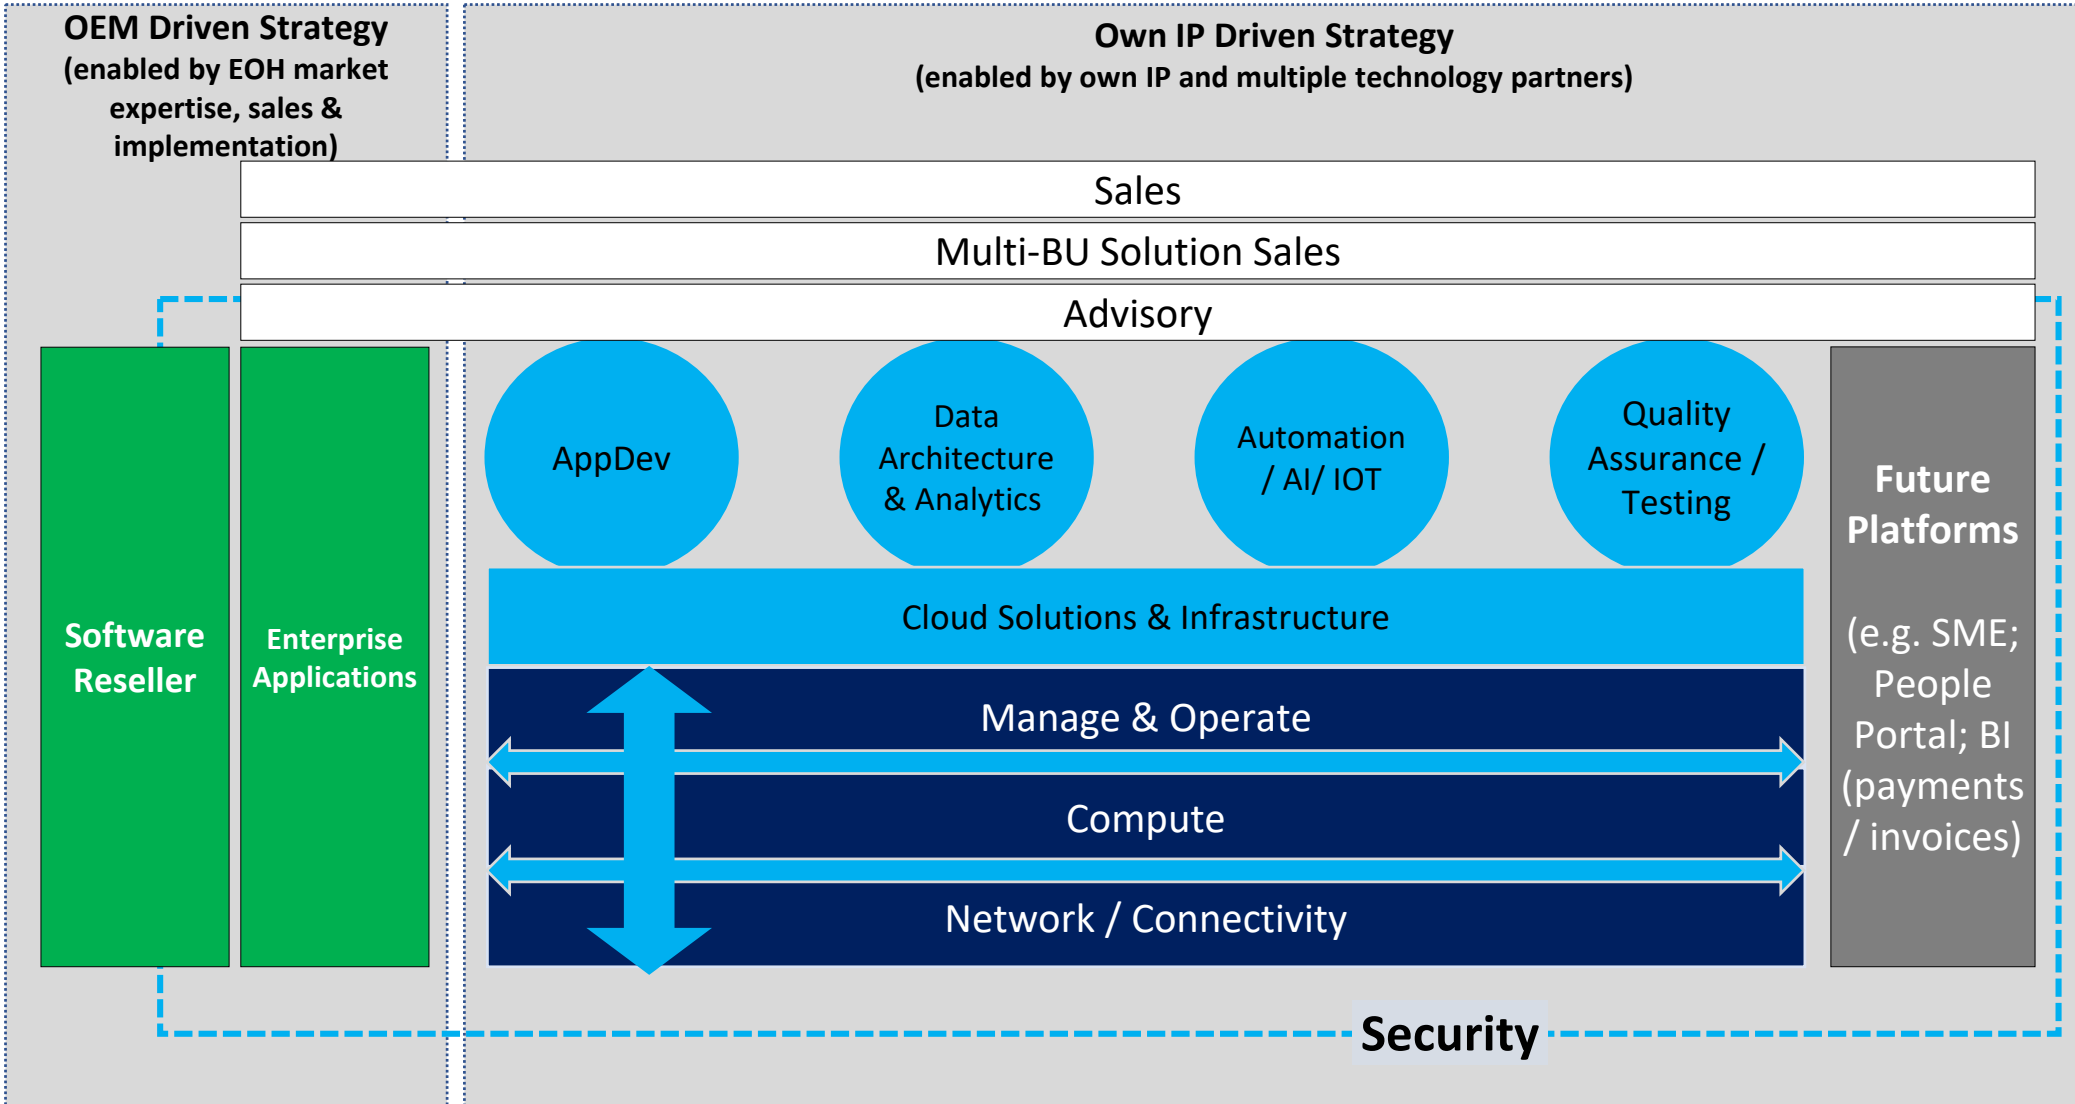 OEM Driven Strategy
(enabled by EOH market
expertise, sales &
implementation)
Own IP Driven Strategy
(enabled by own IP and multiple technology partners)
Sales
Multi-BU Solution Sales
Advisory
Software
Reseller
Enterprise
Applications
AppDev
Data
Architecture
& Analytics
Automation
/ AI/ IOT
Quality
Assurance /
Testing
Future
Platforms
(e.g. SME;
People
Portal; BI
(payments
/ invoices)
Cloud Solutions & Infrastructure
Manage & Operate
Compute
Network / Connectivity
Security